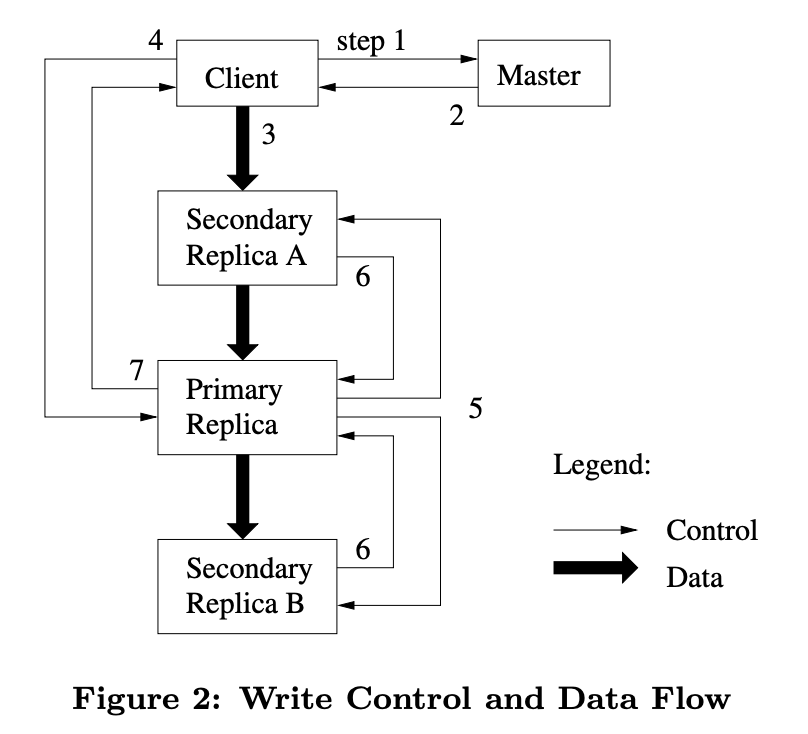 4
step 1
Client
Master
2
3
Secondary
Replica A
6
7
Primary
Replica
5
Legend:
Control
6
Secondary
Replica B
Data
Figure 2: Write Control and Data Flow